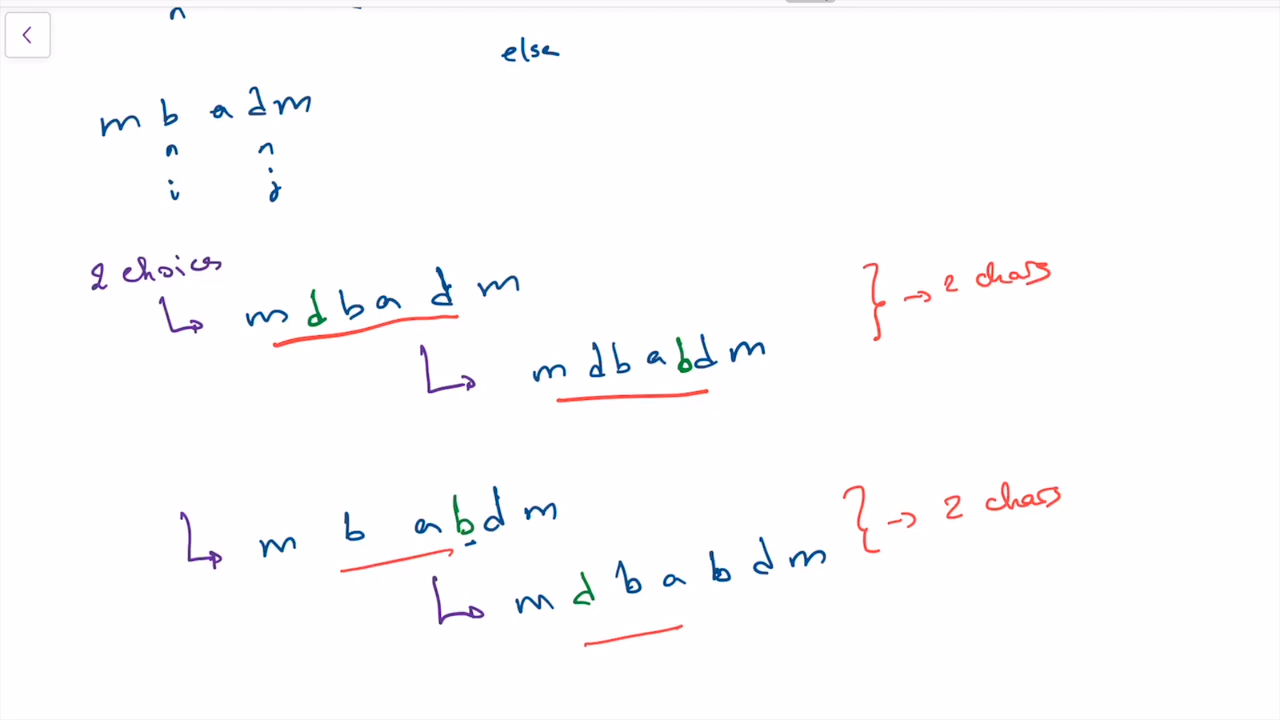 else
m b a d m
^ ^
i j
2 choices
m d b a d m
m d b a b d m
} → 2 chars
m b a b d m
m d b a b d m
} → 2 chars